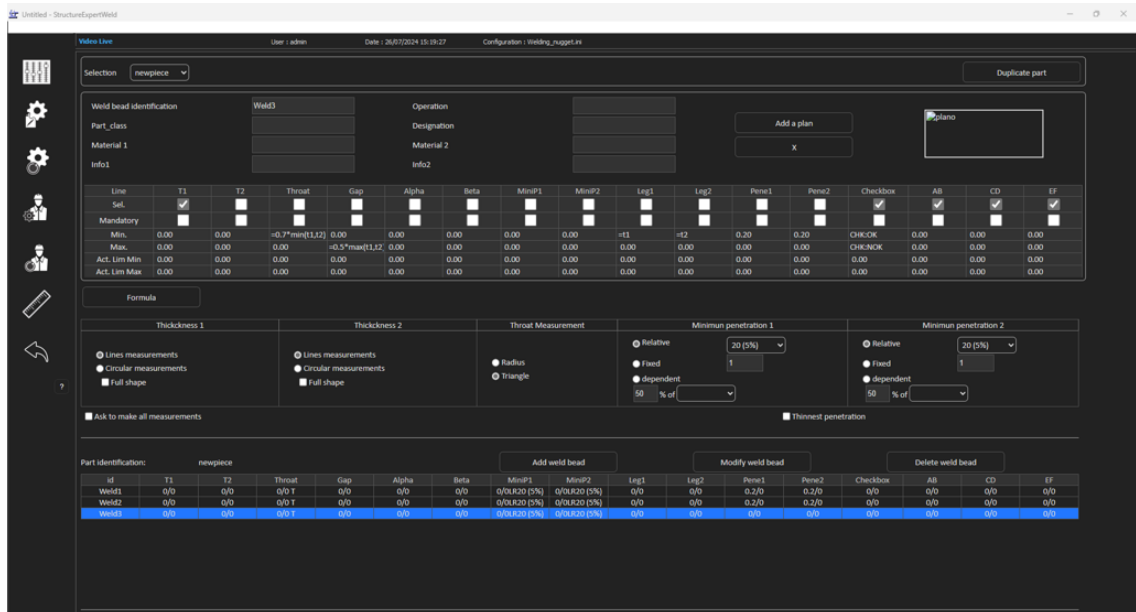 Untitled - StructureExpertWeld
Video Live User : admin Date : 26/07/2024 15:19:27 Configuration : Welding_nugget.ini
Selection newpiece Duplicate part
Weld bead identification Weld3 Operation
Part_class Designation Add a plan plano
Material 1 Material 2 X
Info1 Info2
Line T1 T2 Throat Gap Alpha Beta MiniP1 MiniP2 Leg1 Leg2 Pene1 Pene2 Checkbox AB CD EF
Sel.
Mandatory
Min. 0.00 0.00 =0.7*min(t1,t2) 0.00 0.00 0.00 0.00 0.00 =t1 =t2 0.20 0.20 CHK:OK 0.00 0.00 0.00
Max. 0.00 0.00 0.00 =0.5*max(t1,t2) 0.00 0.00 0.00 0.00 0.00 0.00 0.00 0.00 CHK:NOK 0.00 0.00 0.00
Act. Lim Min 0.00 0.00 0.00 0.00 0.00 0.00 0.00 0.00 0.00 0.00 0.00 0.00 0.00 0.00 0.00 0.00
Act. Lim Max 0.00 0.00 0.00 0.00 0.00 0.00 0.00 0.00 0.00 0.00 0.00 0.00 0.00 0.00 0.00 0.00
Formula
Thickckness 1 Thickckness 2 Throat Measurement Minimun penetration 1 Minimun penetration 2
Relative 20 (5%) Relative 20 (5%)
Lines measurements Lines measurements
Radius Fixed 1 Fixed 1
Circular measurements Circular measurements
Triangle
Full shape Full shape dependent dependent
50 % of 50 % of
?
Ask to make all measurements Thinnest penetration
Part identification: newpiece Add weld bead Modify weld bead Delete weld bead
id T1 T2 Throat Gap Alpha Beta MiniP1 MiniP2 Leg1 Leg2 Pene1 Pene2 Checkbox AB CD EF
Weld1 0/0 0/0 0/0 T 0/0 0/0 0/0 0/0LR20 (5%) 0/0LR20 (5%) 0/0 0/0 0.2/0 0.2/0 0/0 0/0 0/0 0/0
Weld2 0/0 0/0 0/0 T 0/0 0/0 0/0 0/0LR20 (5%) 0/0LR20 (5%) 0/0 0/0 0.2/0 0.2/0 0/0 0/0 0/0 0/0
Weld3 0/0 0/0 0/0 T 0/0 0/0 0/0 0/0LR20 (5%) 0/0LR20 (5%) 0/0 0/0 0.2/0 0.2/0 0/0 0/0 0/0 0/0